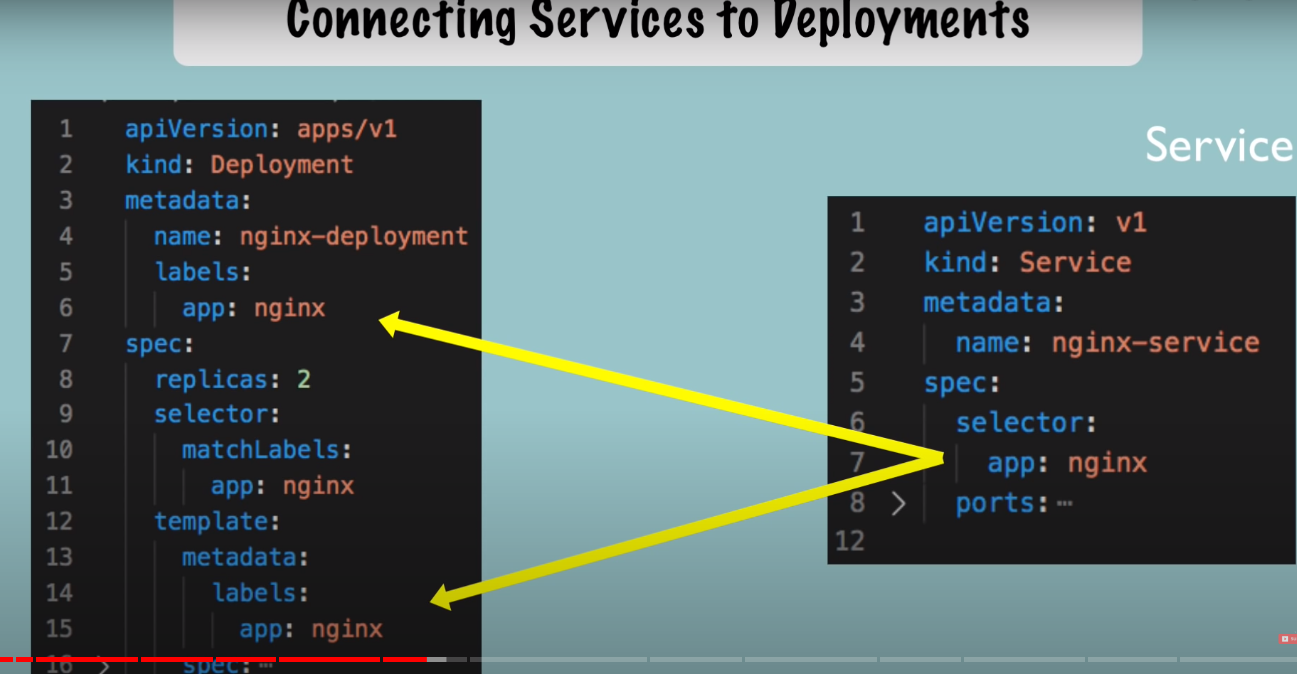 Connecting Services to Deployments
1 apiVersion: apps/v1
2 kind: Deployment
3 metadata:
4   name: nginx-deployment
5   labels:
6     app: nginx
7 spec:
8   replicas: 2
9   selector:
10     matchLabels:
11       app: nginx
12   template:
13     metadata:
14       labels:
15         app: nginx
16 >     spec:…
Service
1 apiVersion: v1
2 kind: Service
3 metadata:
4   name: nginx-service
5 spec:
6   selector:
7     app: nginx
8 >   ports:…
12